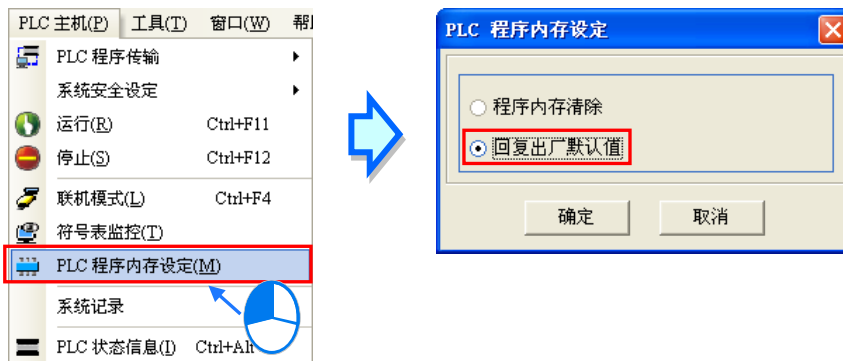 PLC 主机(P) 工具(T) 窗口(W)
PLC 程序传输
系统安全设定
运行(R) Ctrl+F11
停止(S) Ctrl+F12
联机模式(L) Ctrl+F4
符号表监控(T)
PLC 程序内存设定(M)
系统记录
PLC 状态信息(I) Ctrl+Alt
PLC 程序内存设定
程序内存清除
回复出厂默认值
确定 取消